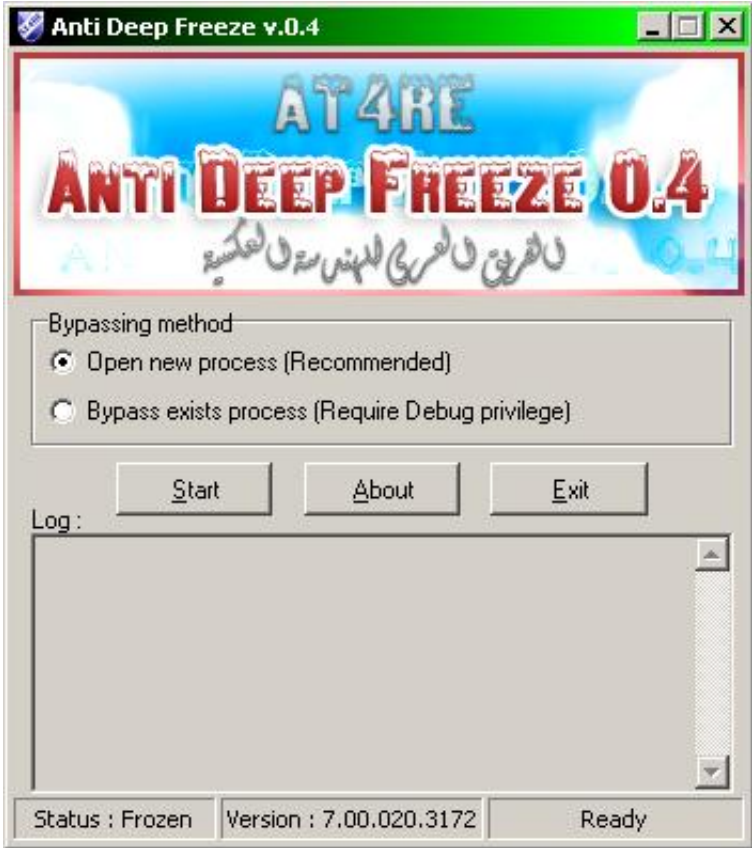 Anti Deep Freeze v.0.4
AT4RE
ANTI DEEP FREEZE 0.4
الفريق العربي للهندسة العكسية
Bypassing method
Open new process (Recommended)
Bypass exists process (Require Debug privilege)
Start About Exit
Log :
Status : Frozen Version : 7.00.020.3172 Ready